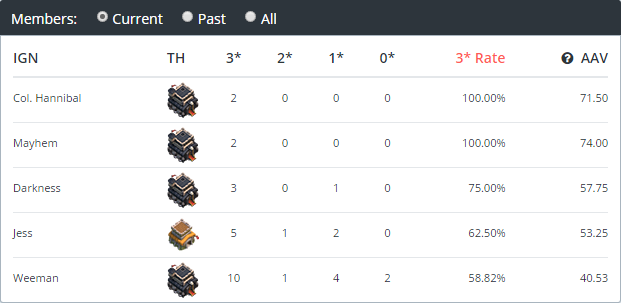 Members: Current Past All
IGN TH 3* 2* 1* 0* 3* Rate ? AAV
Col. Hannibal 2 0 0 0 100.00% 71.50
Mayhem 2 0 0 0 100.00% 74.00
Darkness 3 0 1 0 75.00% 57.75
Jess 5 1 2 0 62.50% 53.25
Weeman 10 1 4 2 58.82% 40.53